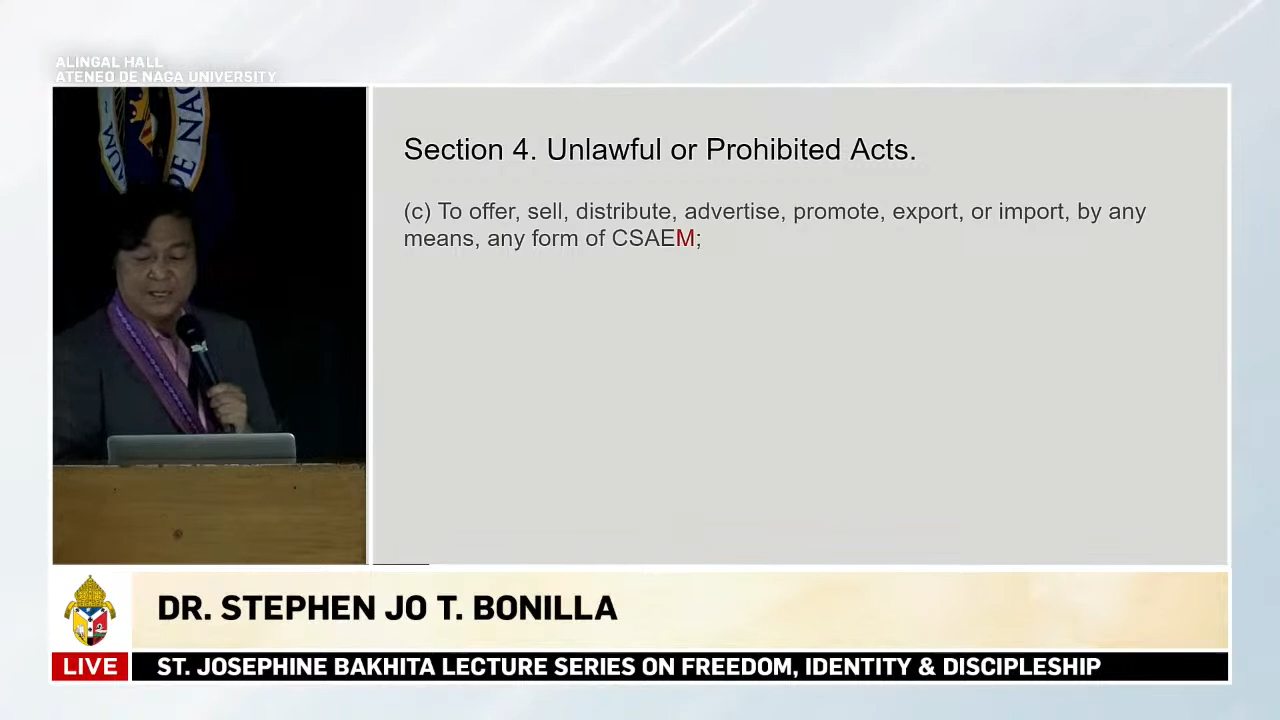 ALINGAL HALL
ATENEO DE NAGA UNIVERSITY
DE NAG
Section 4. Unlawful or Prohibited Acts.
(c) To offer, sell, distribute, advertise, promote, export, or import, by any
means, any form of CSAEM;
DR. STEPHEN JO T. BONILLA
LIVE
ST. JOSEPHINE BAKHITA LECTURE SERIES ON FREEDOM, IDENTITY & DISCIPLESHIP